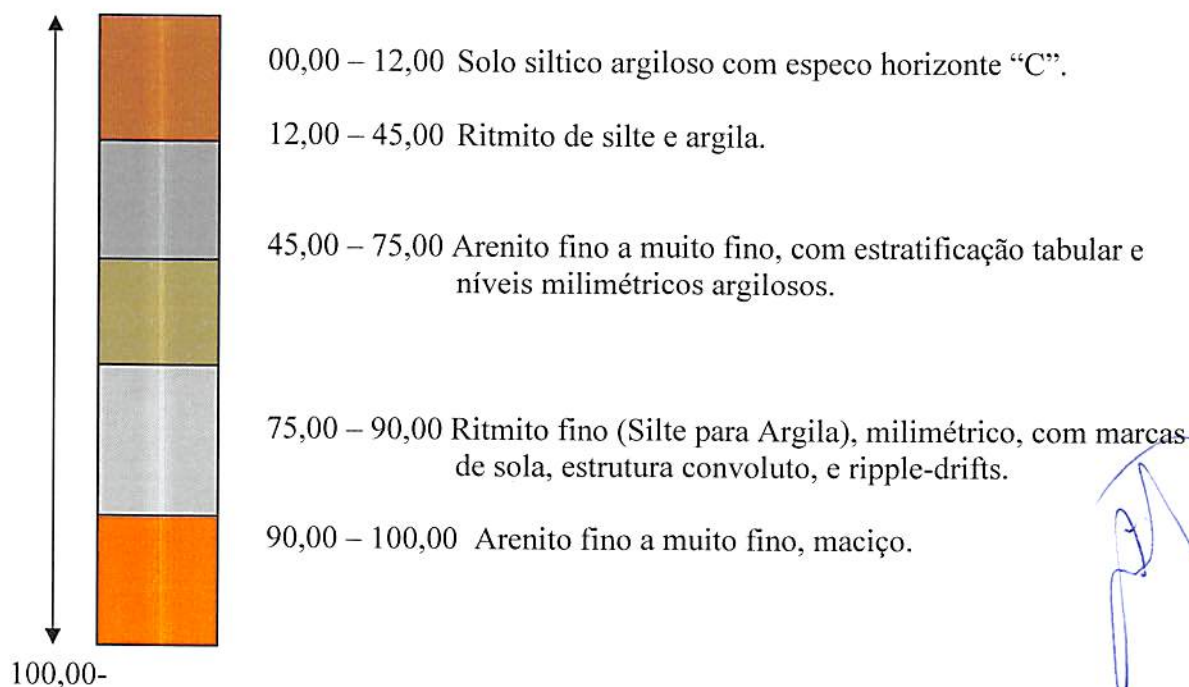 00,00 – 12,00 Solo siltico argiloso com especo horizonte “C”.
12,00 – 45,00 Ritmito de silte e argila.
45,00 – 75,00 Arenito fino a muito fino, com estratificação tabular e
níveis milimétricos argilosos.
75,00 – 90,00 Ritmito fino (Silte para Argila), milimétrico, com marcas
de sola, estrutura convoluto, e ripple-drifts.
90,00 – 100,00 Arenito fino a muito fino, maciço.
100,00-